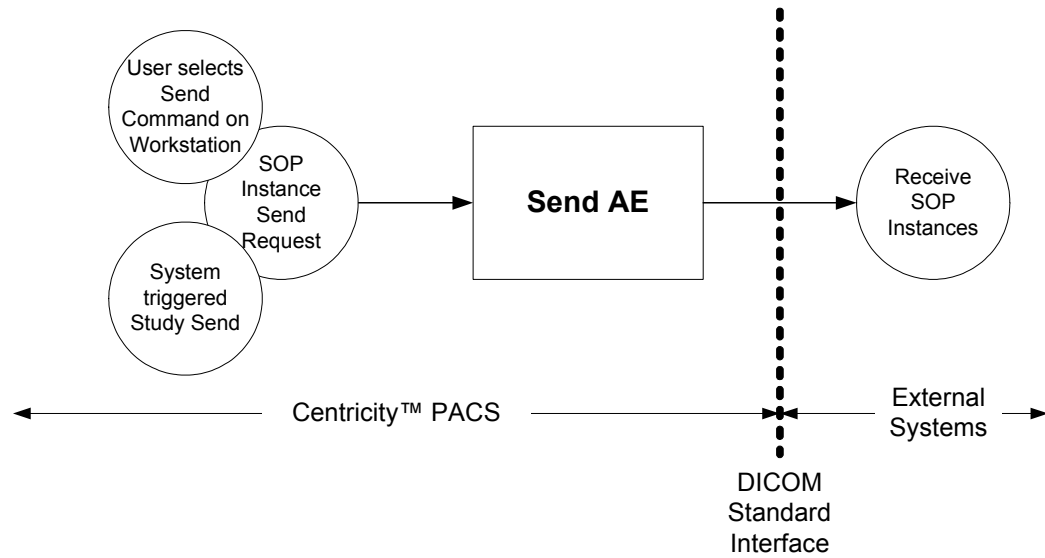 User selects
Send
Command on
Workstation
SOP
Instance
Send
Request
System
triggered
Study Send
Send AE
Receive
SOP
Instances
Centricity™ PACS
External
Systems
DICOM
Standard
Interface